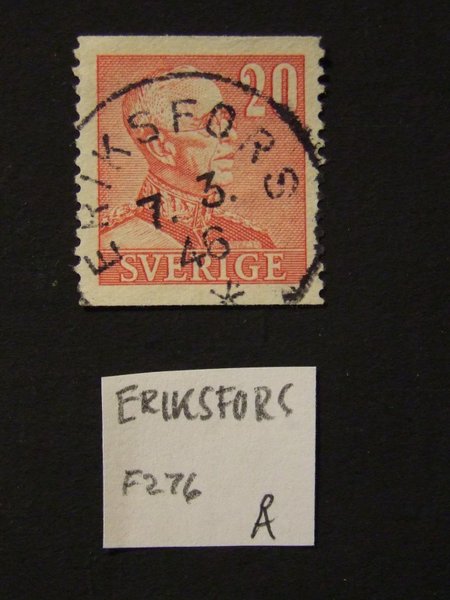 20
ERIKSFORS
7. 3.
46
*
SVERIGE
ERIKSFORS
F276
Å